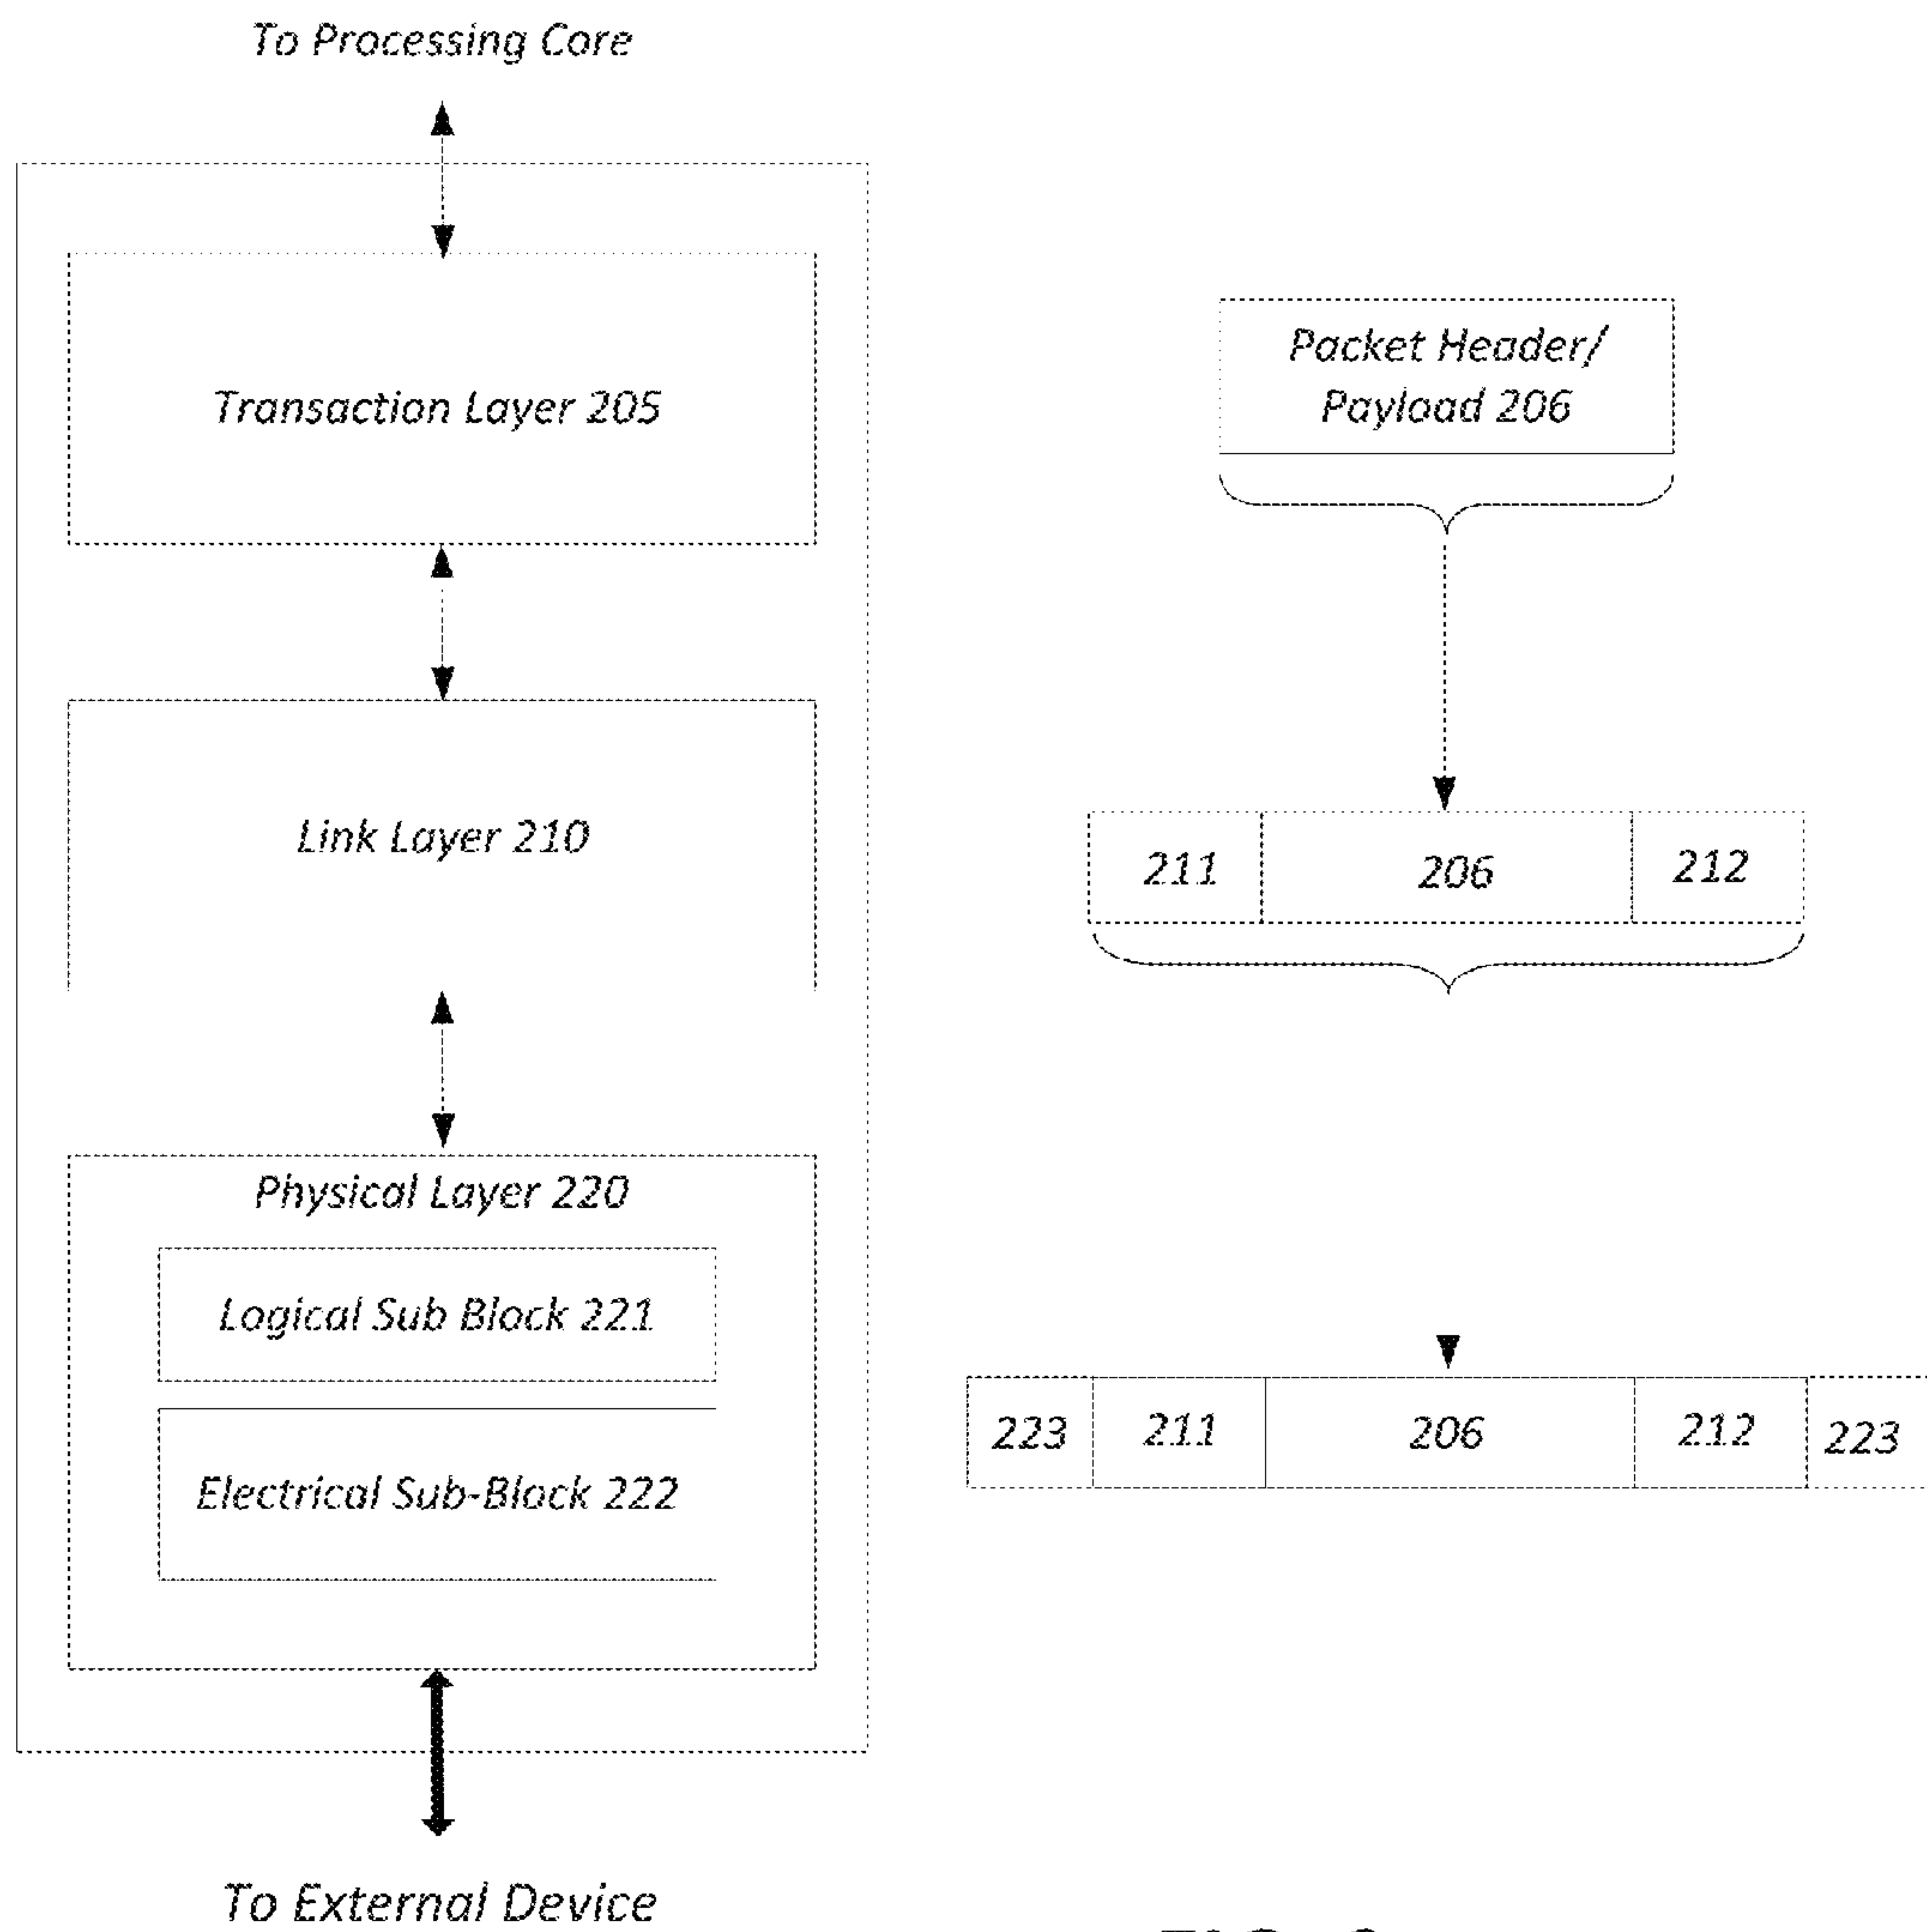 To Processing Core
Transaction Layer 205
Packet Header/
Payload 206
Link Layer 210
211 206 212
Physical Layer 220
Logical Sub Block 221
Electrical Sub-Block 222
223 211 206 212 223
To External Device